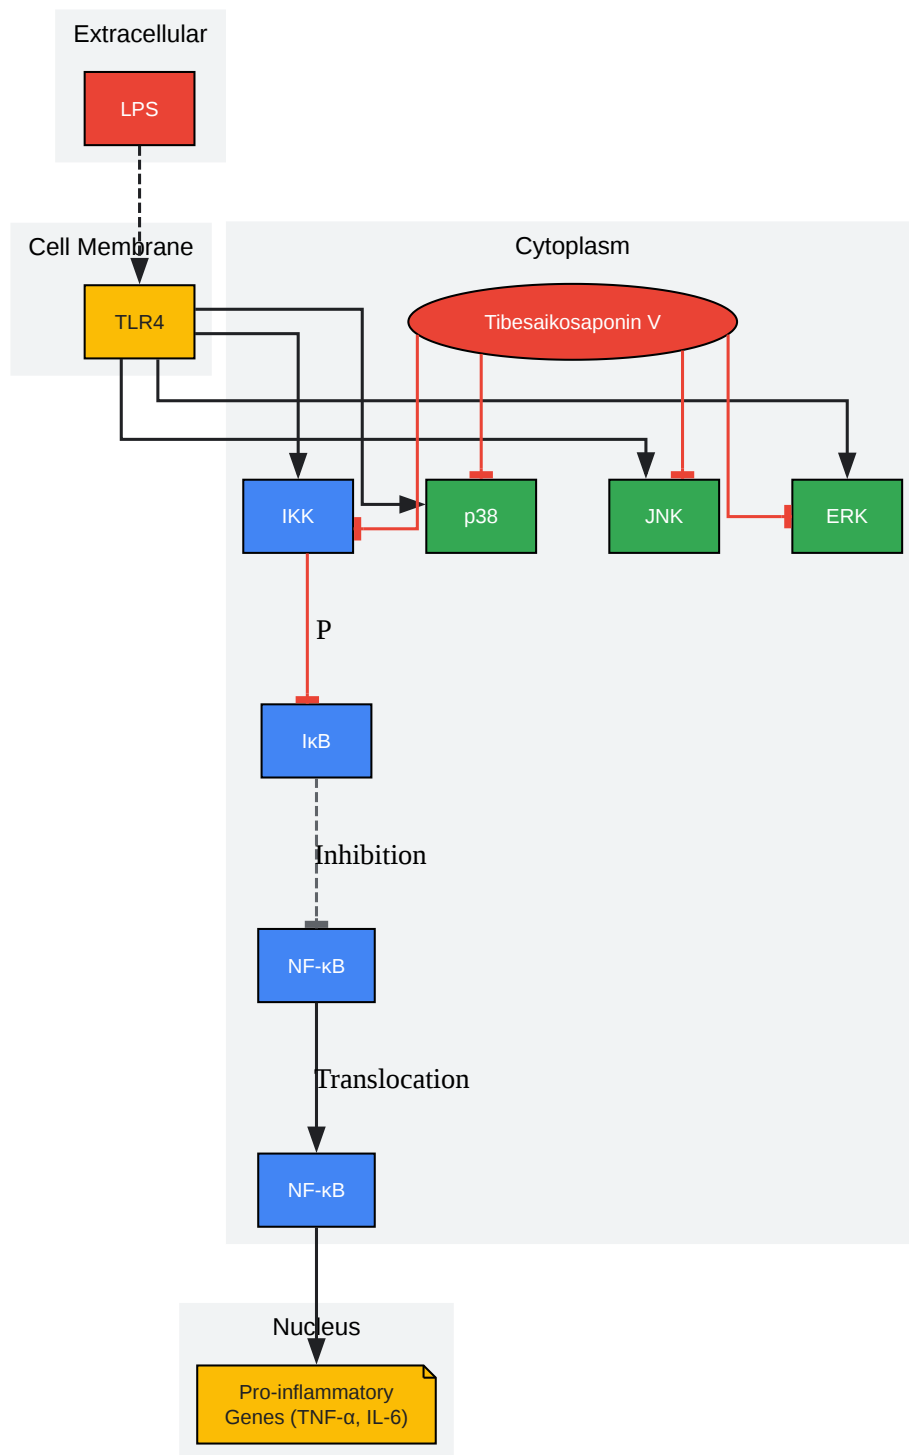 Extracellular
LPS
Cell Membrane
TLR4
Cytoplasm
Tibesaikosaponin V
IKK
p38
JNK
ERK
P
IκB
Inhibition
NF-κB
Translocation
NF-κB
Nucleus
Pro-inflammatory
Genes (TNF-α, IL-6)